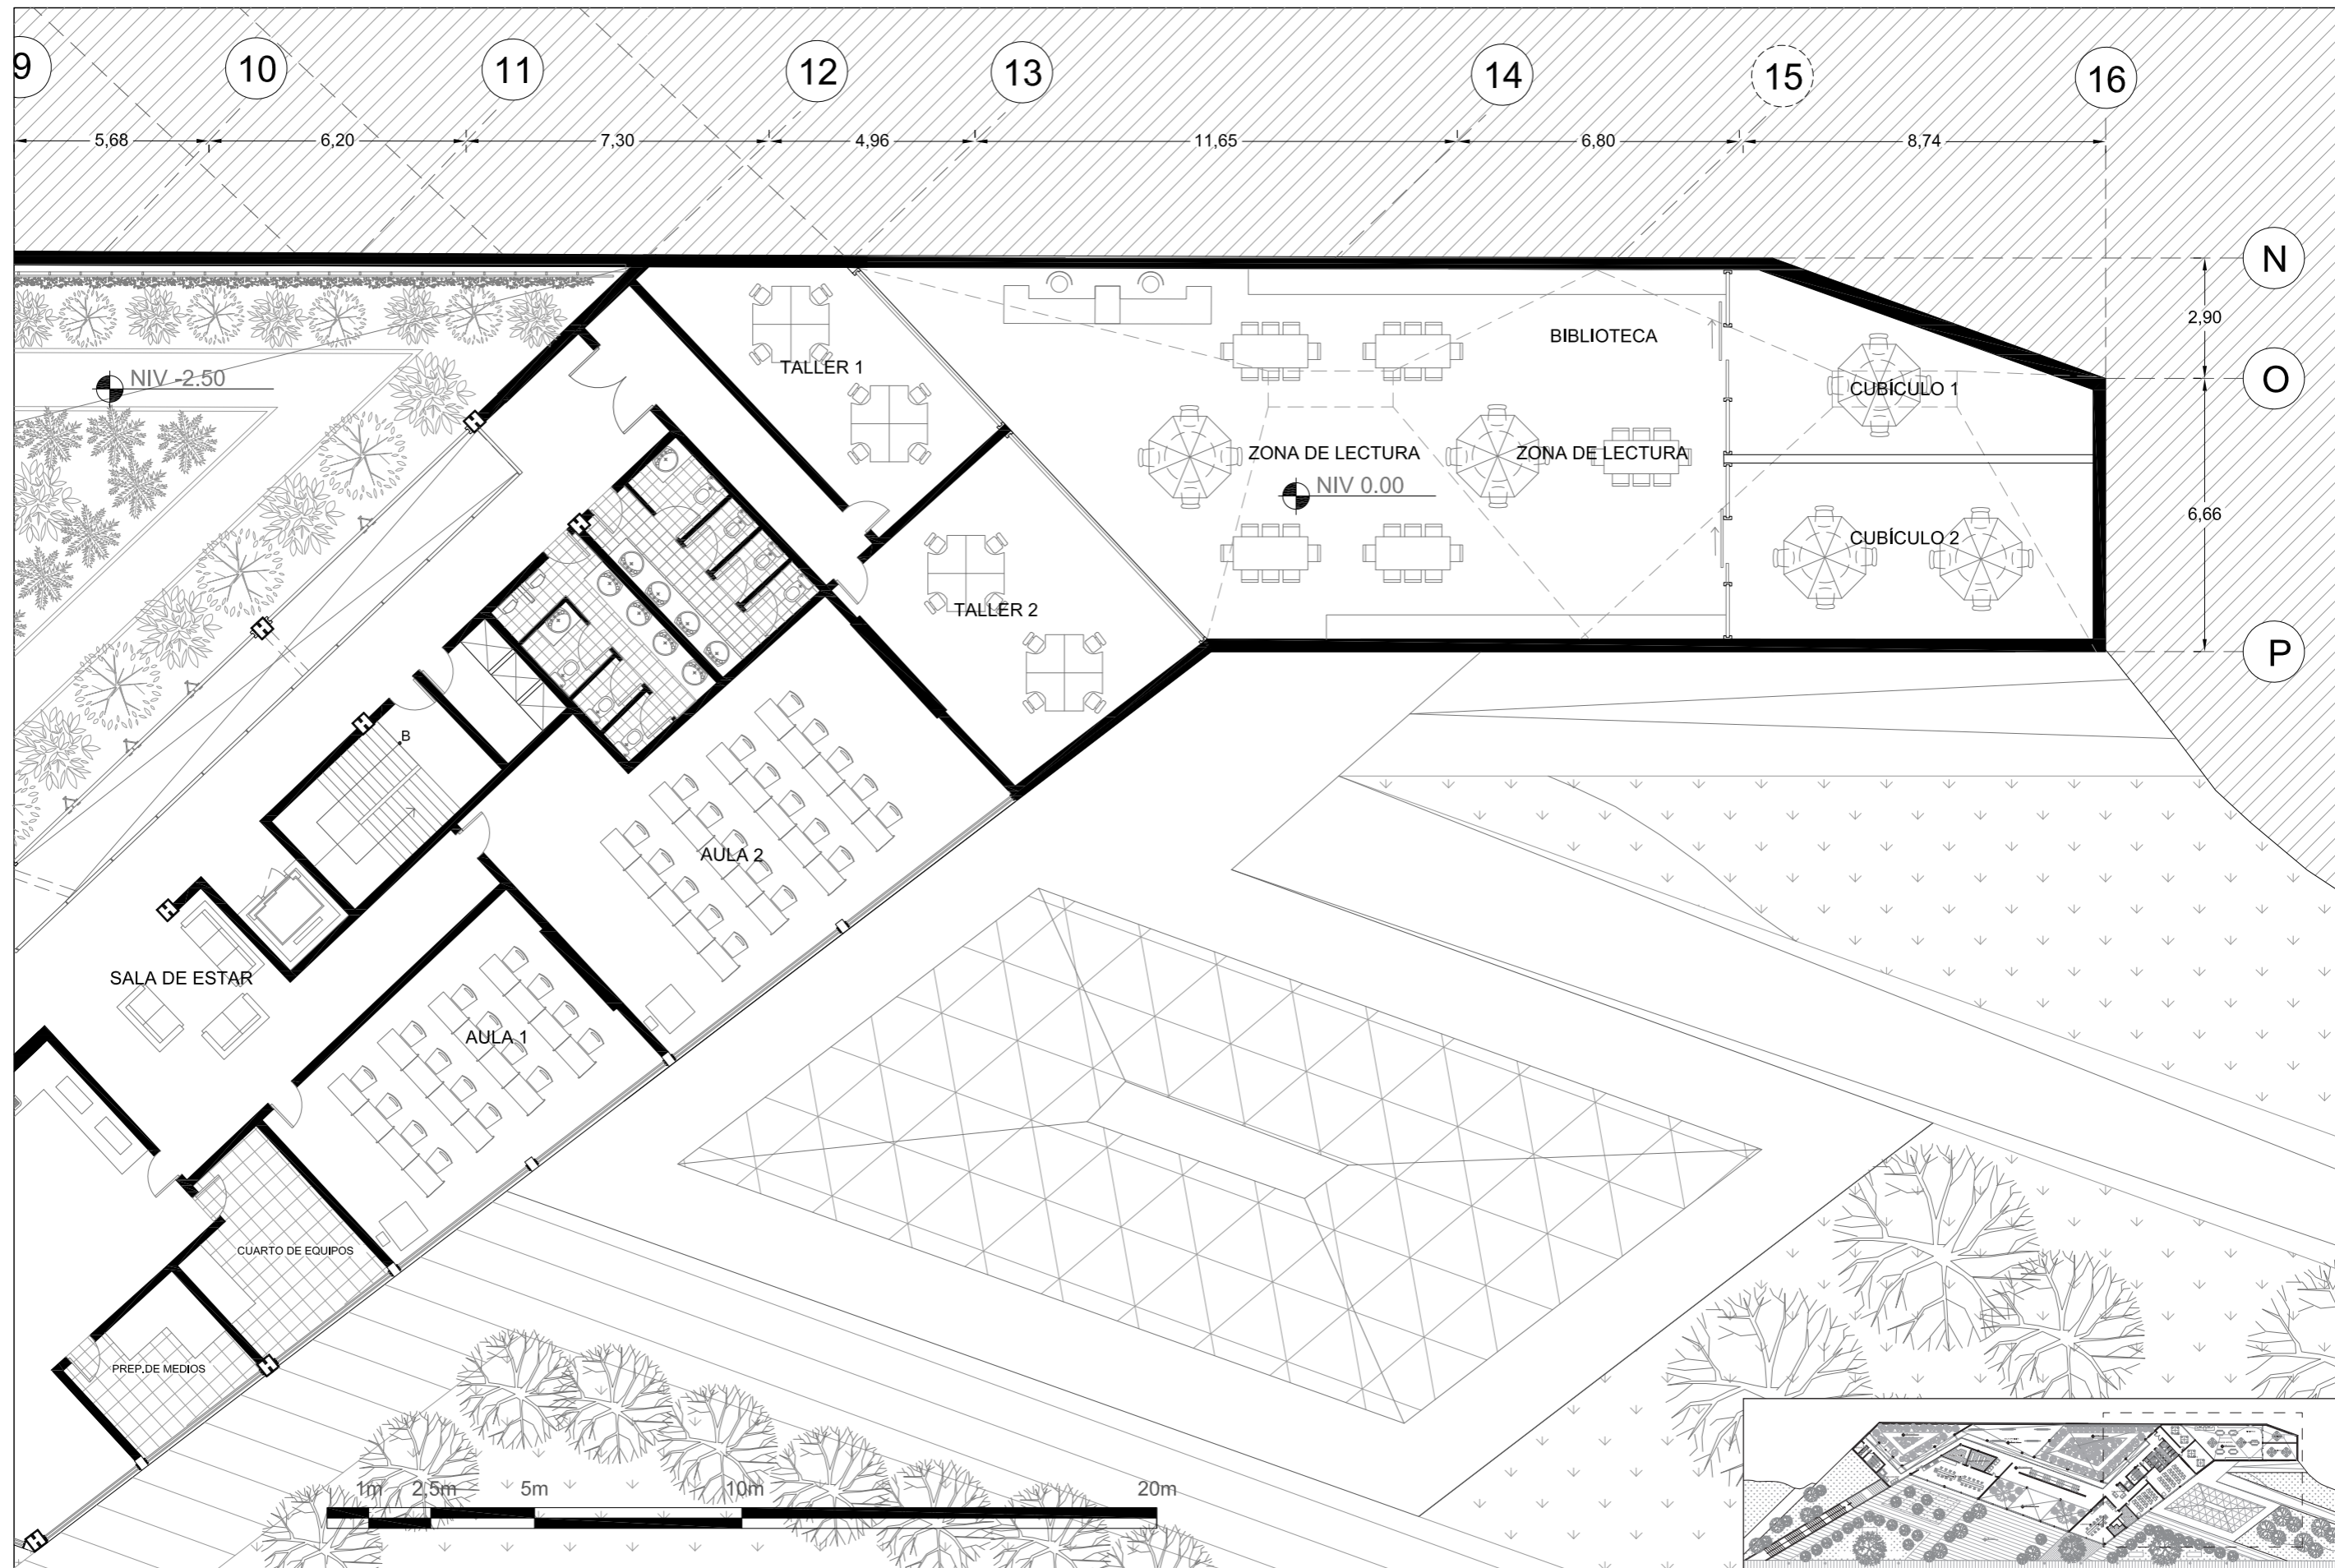 9
10
11
12
13
14
15
16
5,68
6,20
7,30
4,96
11,65
6,80
8,74
N
2,90
O
6,66
P
NIV -2.50
TALLER 1
BIBLIOTECA
CUBÍCULO 1
ZONA DE LECTURA
ZONA DE LECTURA
NIV 0.00
CUBÍCULO 2
TALLER 2
B
AULA 2
SALA DE ESTAR
AULA 1
CUARTO DE EQUIPOS
PREP.DE MEDIOS
1m
2,5m
5m
10m
20m